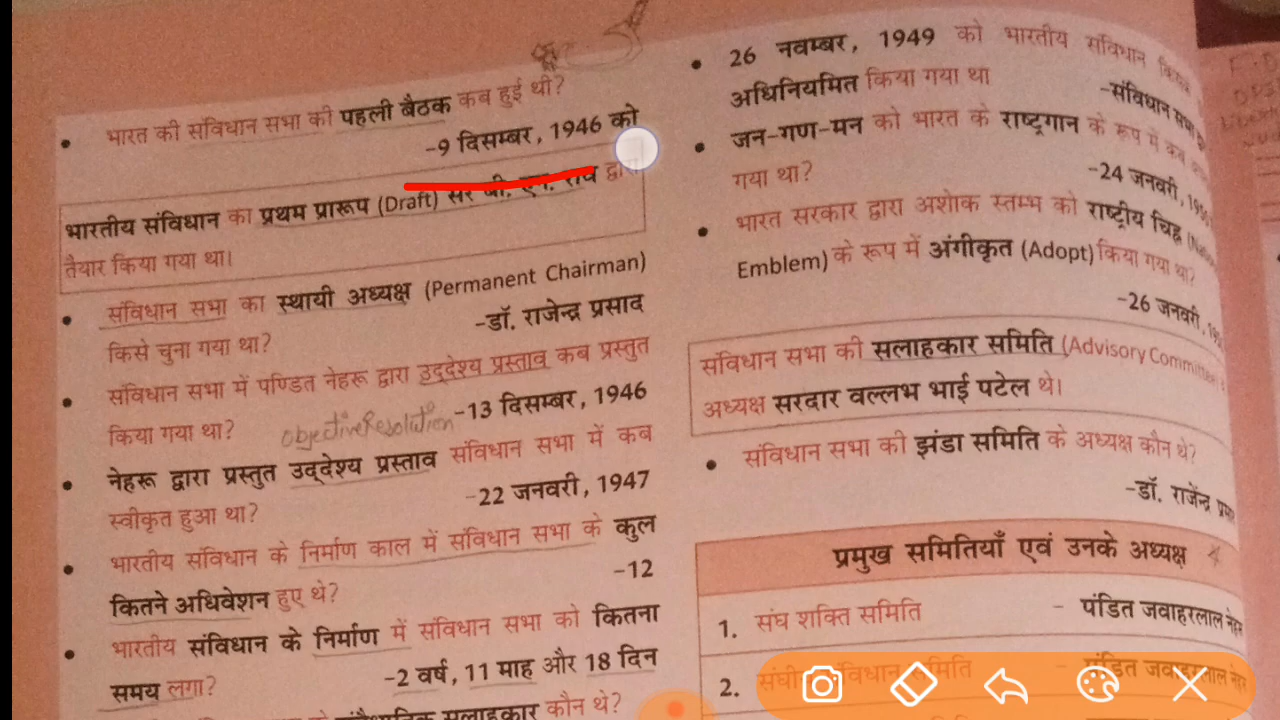 भारत की संविधान सभा की पहली बैठक कब हुई थी?
-9 दिसम्बर, 1946 को
भारतीय संविधान का प्रथम प्रारूप (Draft) सर बी. एन. राव द्वारा
तैयार किया गया था।
संविधान सभा का स्थायी अध्यक्ष (Permanent Chairman)
किसे चुना गया था? -डॉ. राजेन्द्र प्रसाद
संविधान सभा में पण्डित नेहरू द्वारा उद्देश्य प्रस्ताव कब प्रस्तुत
किया गया था? objective Resolution -13 दिसम्बर, 1946
नेहरू द्वारा प्रस्तुत उद्देश्य प्रस्ताव संविधान सभा में कब
स्वीकृत हुआ था? -22 जनवरी, 1947
भारतीय संविधान के निर्माण काल में संविधान सभा के कुल
कितने अधिवेशन हुए थे? -12
भारतीय संविधान के निर्माण में संविधान सभा को कितना
समय लगा? -2 वर्ष, 11 माह और 18 दिन
सलाहकार कौन थे?
26 नवम्बर, 1949 को भारतीय संविधान
अधिनियमित किया गया था
-संविधान सभा
जन-गण-मन को भारत के राष्ट्रगान के रूप में कब
गया था? -24 जनवरी,
भारत सरकार द्वारा अशोक स्तम्भ को राष्ट्रीय चिह्न
Emblem) के रूप में अंगीकृत (Adopt) किया गया था?
-26 जनवरी,
संविधान सभा की सलाहकार समिति (Advisory Committee
अध्यक्ष सरदार वल्लभ भाई पटेल थे।
संविधान सभा की झंडा समिति के अध्यक्ष कौन थे?
-डॉ. राजेंद्र
प्रमुख समितियाँ एवं उनके अध्यक्ष
1. संघ शक्ति समिति - पंडित जवाहरलाल नेहरू
2. संविधान समिति - पंडित जवाहरलाल नेहरू